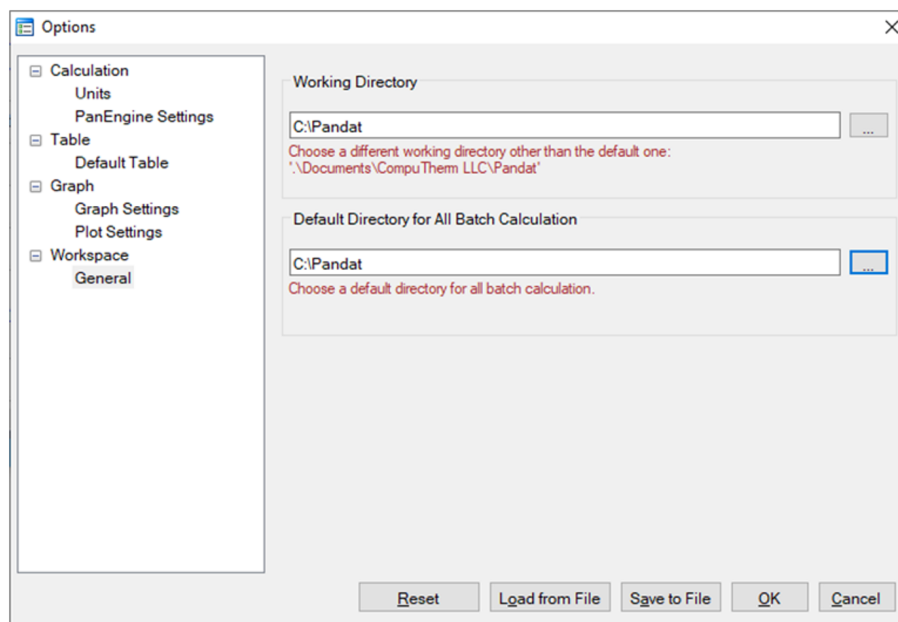 Options
Calculation
Units
PanEngine Settings
Table
Default Table
Graph
Graph Settings
Plot Settings
Workspace
General
Working Directory
C:\Pandat
...
Choose a different working directory other than the default one:
'.\Documents\CompuTherm LLC\Pandat'
Default Directory for All Batch Calculation
C:\Pandat
...
Choose a default directory for all batch calculation.
Reset
Load from File
Save to File
OK
Cancel